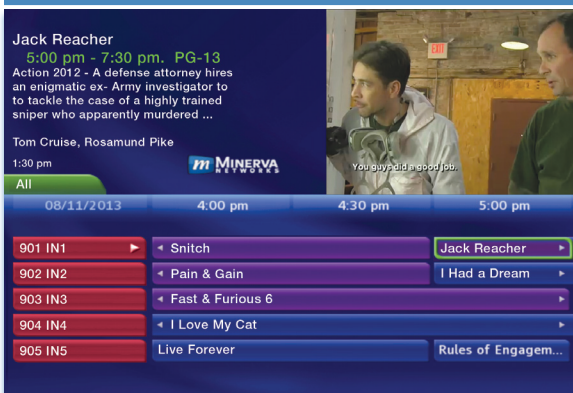 Jack Reacher
5:00 pm - 7:30 pm. PG-13
Action 2012 - A defense attorney hires
an enigmatic ex- Army investigator to
to tackle the case of a highly trained
sniper who apparently murdered ...
Tom Cruise, Rosamund Pike
1:30 pm
m MINERVA
NETWORKS
EXIT
You guys did a good job.
All
08/11/2013 4:00 pm 4:30 pm 5:00 pm
901 IN1 Snitch Jack Reacher
902 IN2 Pain & Gain I Had a Dream
903 IN3 Fast & Furious 6
904 IN4 I Love My Cat
905 IN5 Live Forever Rules of Engagem...